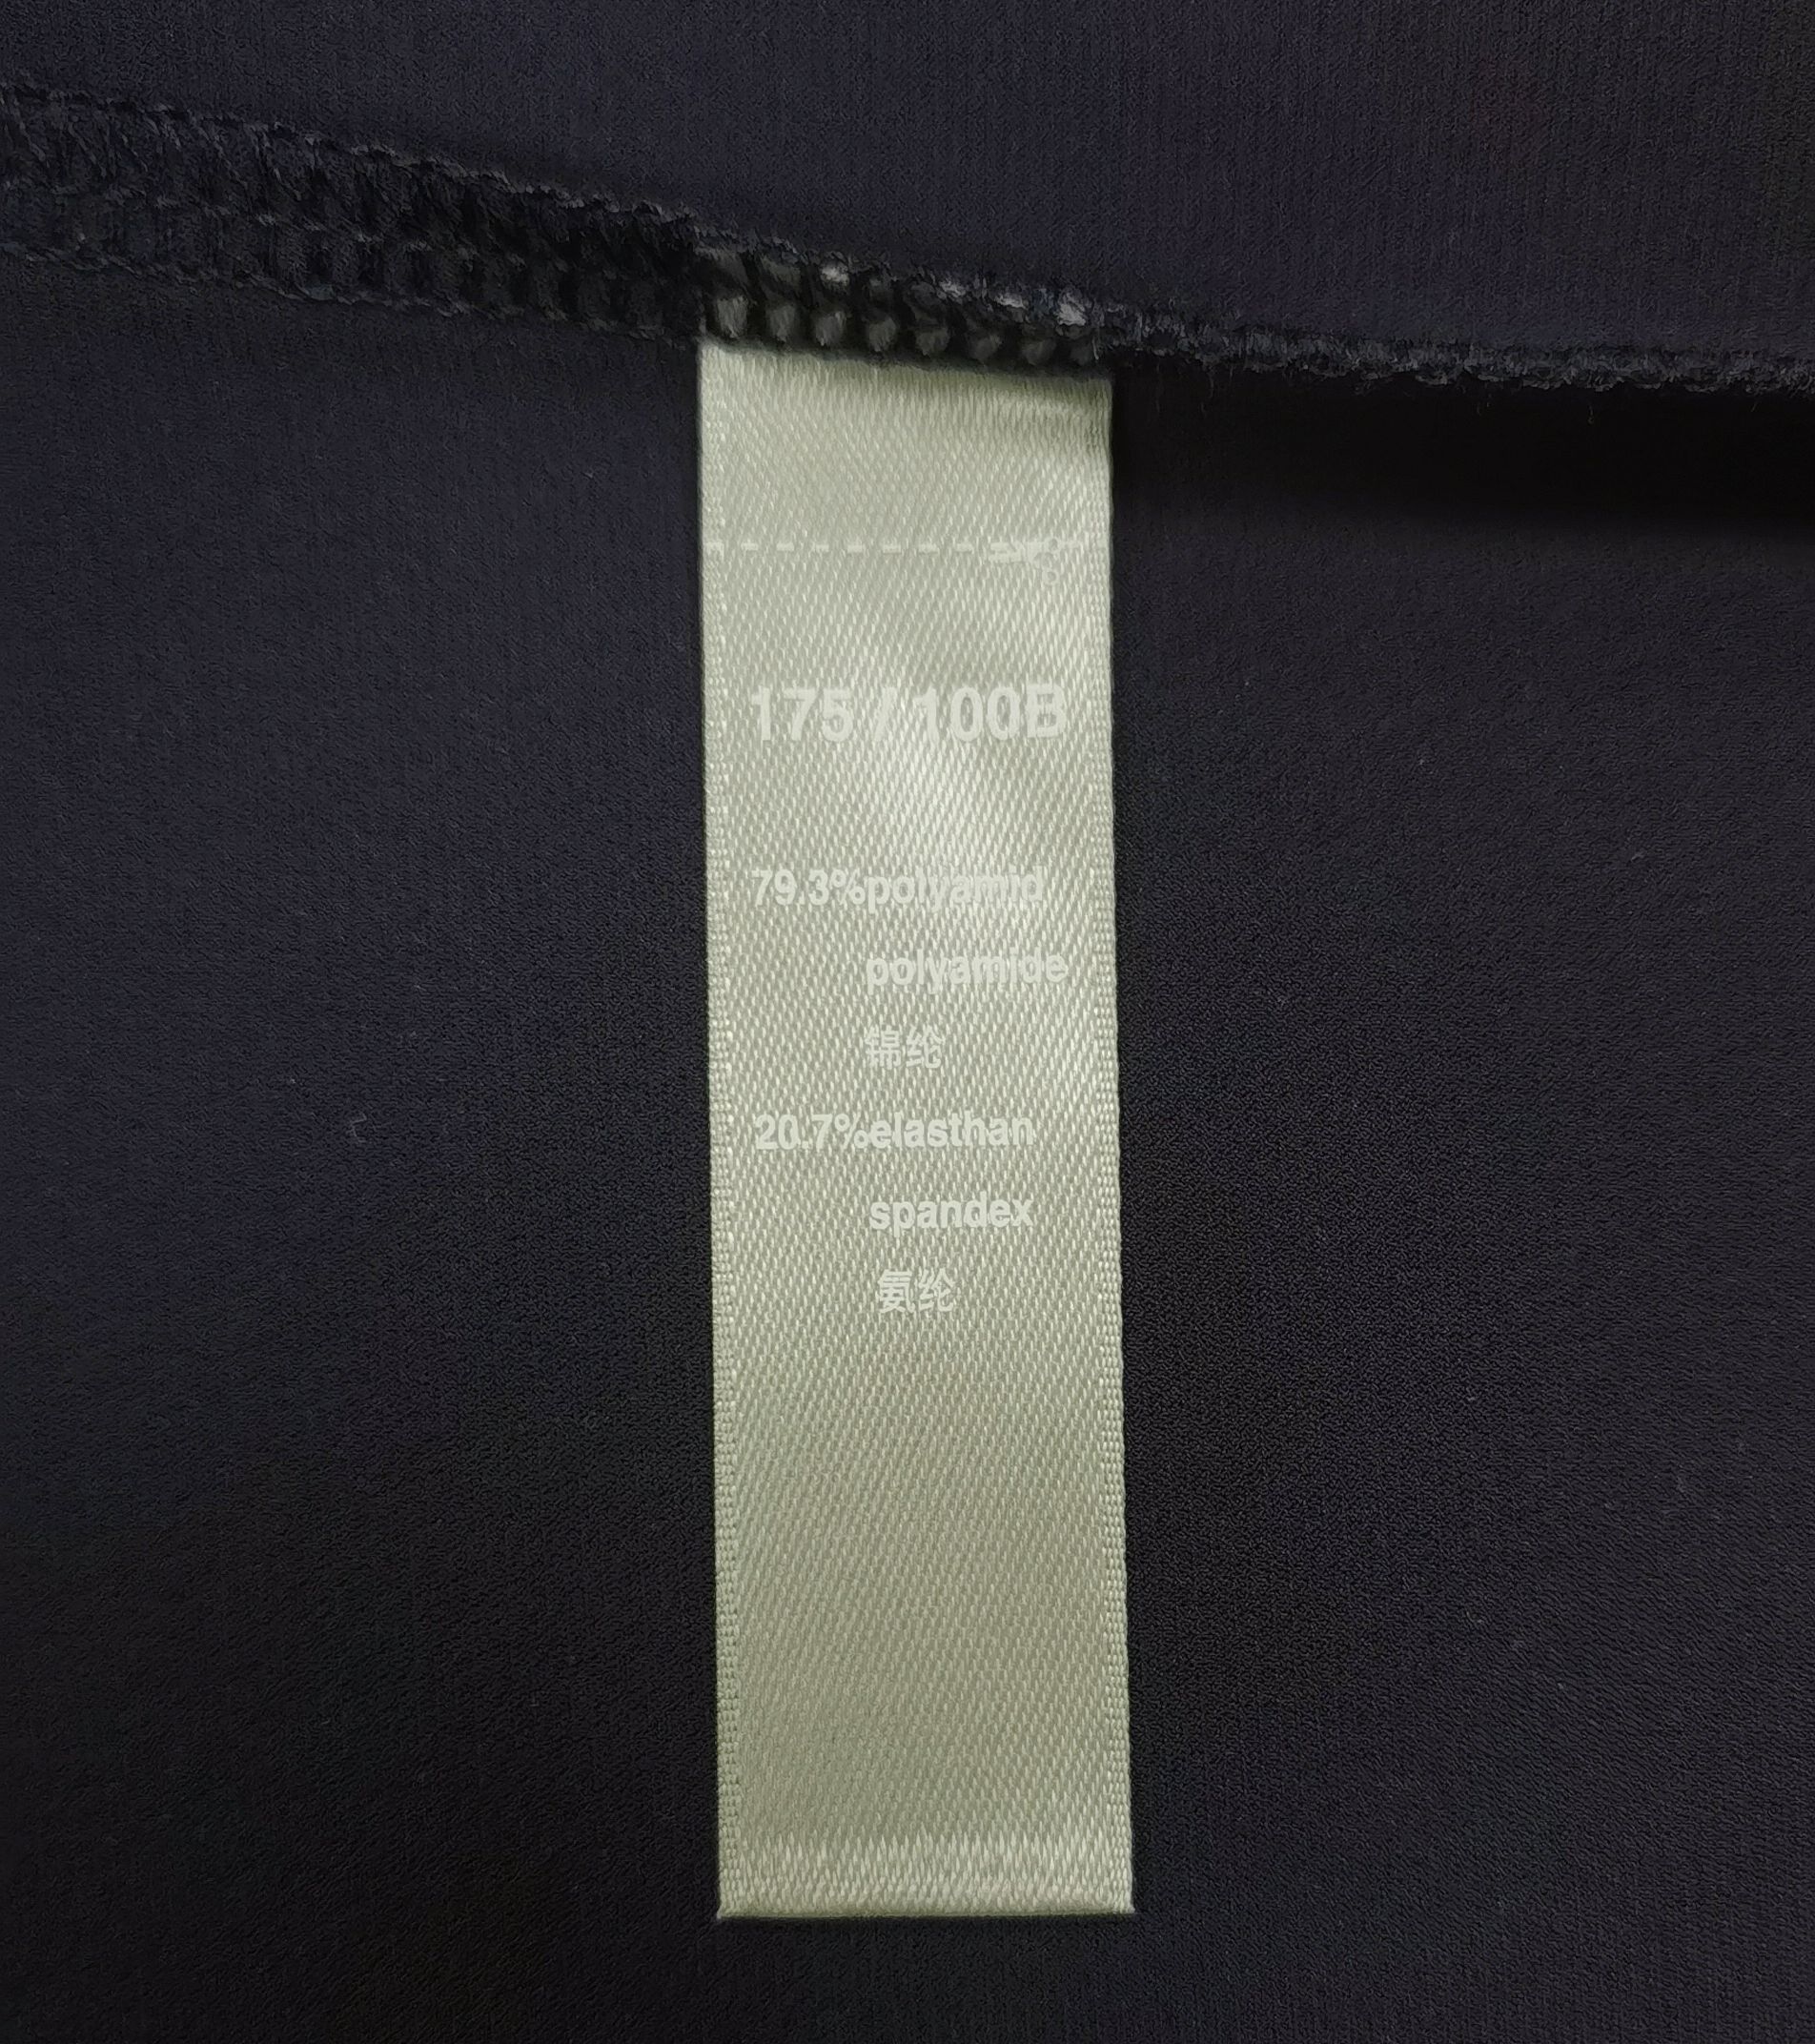 175 / 100B
79.3%polyamid
polyamide
锦纶
20.7%elasthan
spandex
氨纶